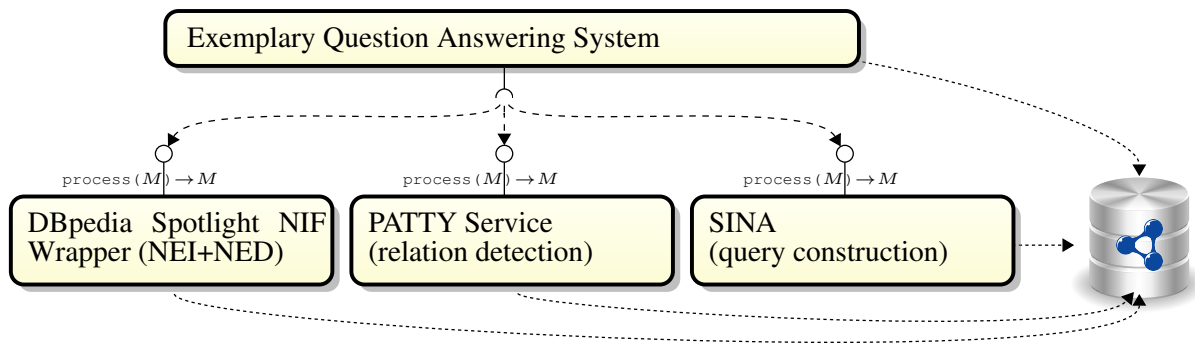 Exemplary Question Answering System
process(M)→M
process(M)→M
process(M)→M
DBpedia Spotlight NIF
Wrapper (NEI+NED)
PATTY Service
(relation detection)
SINA
(query construction)